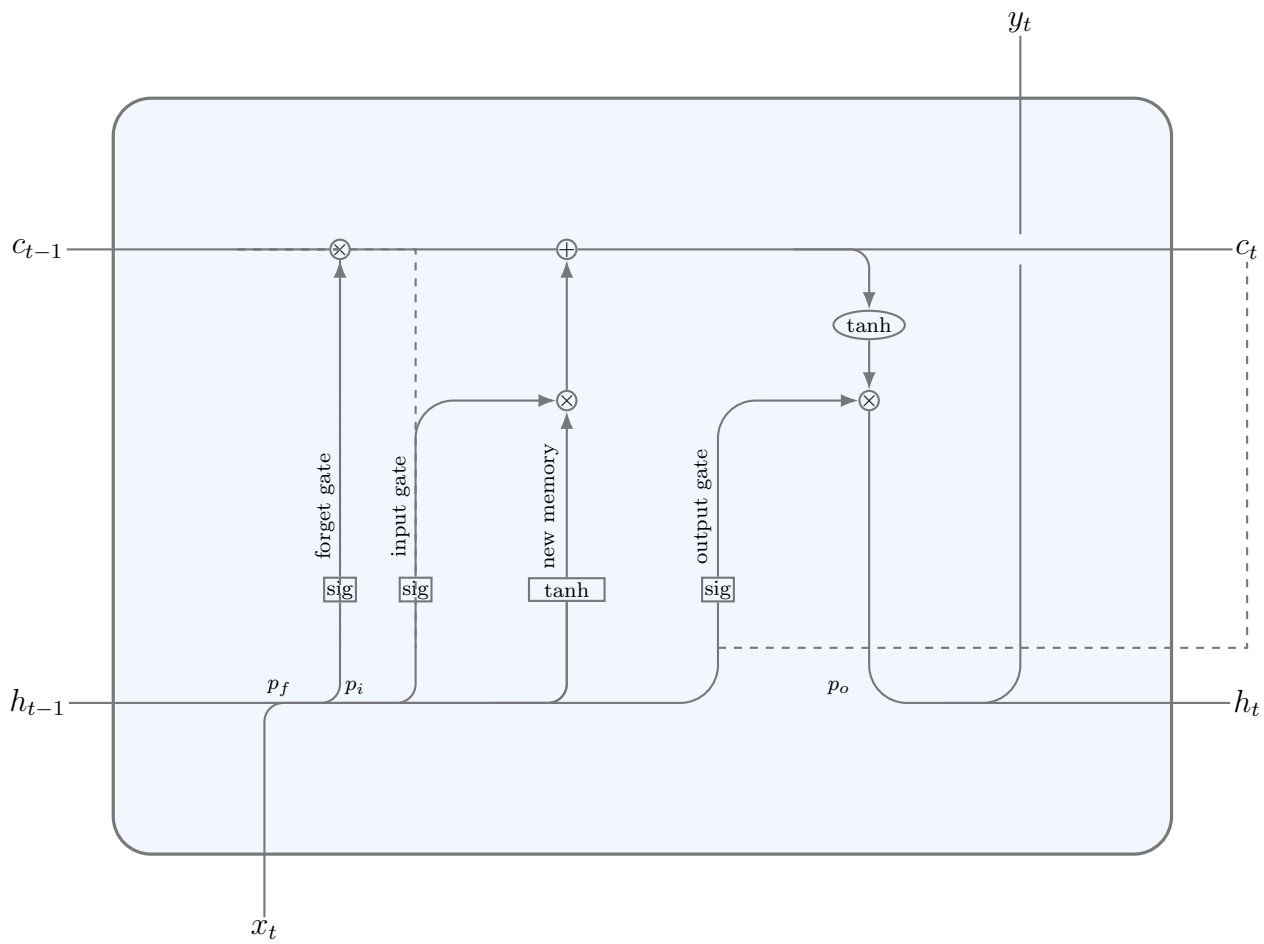 y_t
c_{t-1}
×
+
c_t
tanh
×
×
forget gate
input gate
new memory
output gate
sig
sig
tanh
sig
p_f
p_i
p_o
h_{t-1}
h_t
x_t